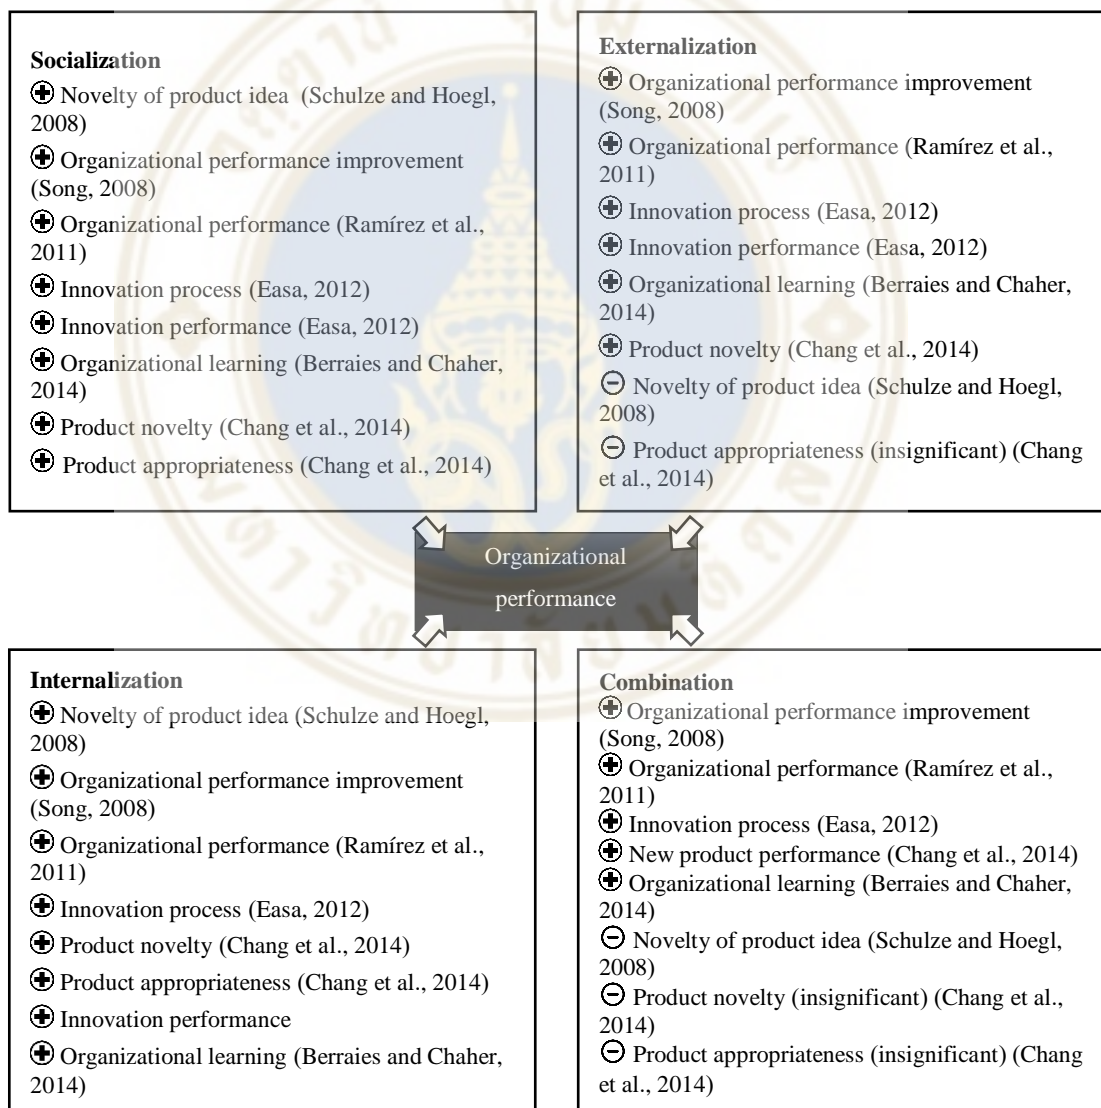 Socialization
⊕ Novelty of product idea (Schulze and Hoegl,
2008)
⊕ Organizational performance improvement
(Song, 2008)
⊕ Organizational performance (Ramírez et al.,
2011)
⊕ Innovation process (Easa, 2012)
⊕ Innovation performance (Easa, 2012)
⊕ Organizational learning (Berraies and Chaher,
2014)
⊕ Product novelty (Chang et al., 2014)
⊕ Product appropriateness (Chang et al., 2014)
Externalization
⊕ Organizational performance improvement
(Song, 2008)
⊕ Organizational performance (Ramírez et al.,
2011)
⊕ Innovation process (Easa, 2012)
⊕ Innovation performance (Easa, 2012)
⊕ Organizational learning (Berraies and Chaher,
2014)
⊕ Product novelty (Chang et al., 2014)
⊖ Novelty of product idea (Schulze and Hoegl,
2008)
⊖ Product appropriateness (insignificant) (Chang
et al., 2014)
Organizational
performance
Internalization
⊕ Novelty of product idea (Schulze and Hoegl,
2008)
⊕ Organizational performance improvement
(Song, 2008)
⊕ Organizational performance (Ramírez et al.,
2011)
⊕ Innovation process (Easa, 2012)
⊕ Product novelty (Chang et al., 2014)
⊕ Product appropriateness (Chang et al., 2014)
⊕ Innovation performance
⊕ Organizational learning (Berraies and Chaher,
2014)
Combination
⊕ Organizational performance improvement
(Song, 2008)
⊕ Organizational performance (Ramírez et al.,
2011)
⊕ Innovation process (Easa, 2012)
⊕ New product performance (Chang et al., 2014)
⊕ Organizational learning (Berraies and Chaher,
2014)
⊖ Novelty of product idea (Schulze and Hoegl,
2008)
⊖ Product novelty (insignificant) (Chang et al.,
2014)
⊖ Product appropriateness (insignificant) (Chang
et al., 2014)